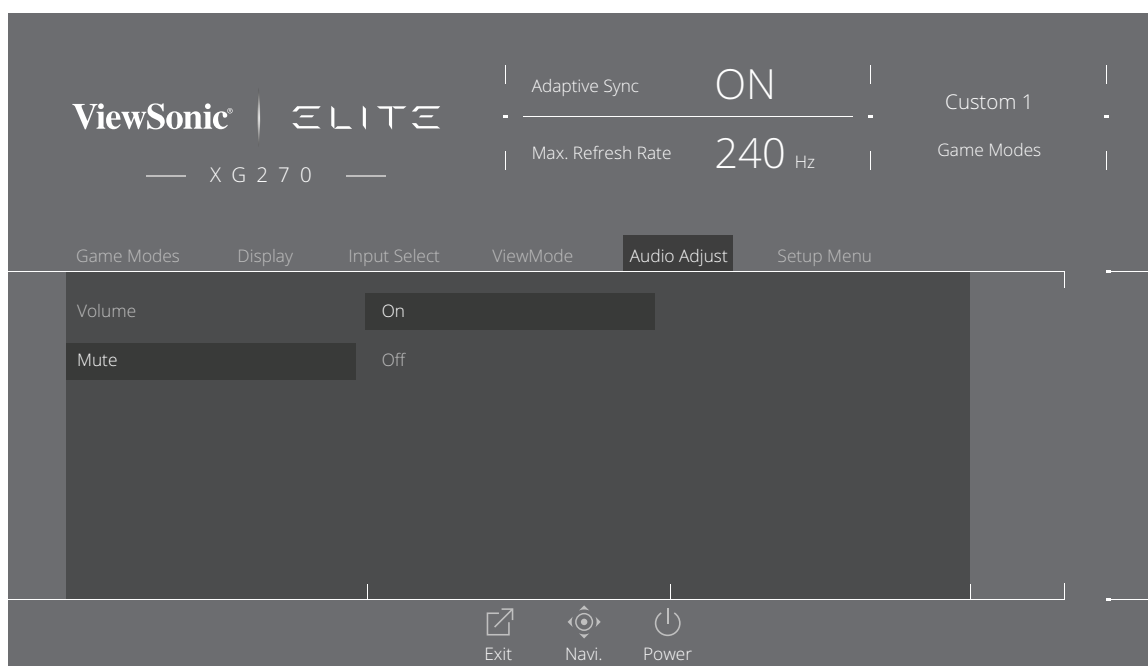 ViewSonic® ELITE
XG270
Adaptive Sync ON
Max. Refresh Rate 240 Hz
Custom 1
Game Modes
Game Modes Display Input Select ViewMode Audio Adjust Setup Menu
Volume On
Mute Off
Exit Navi. Power